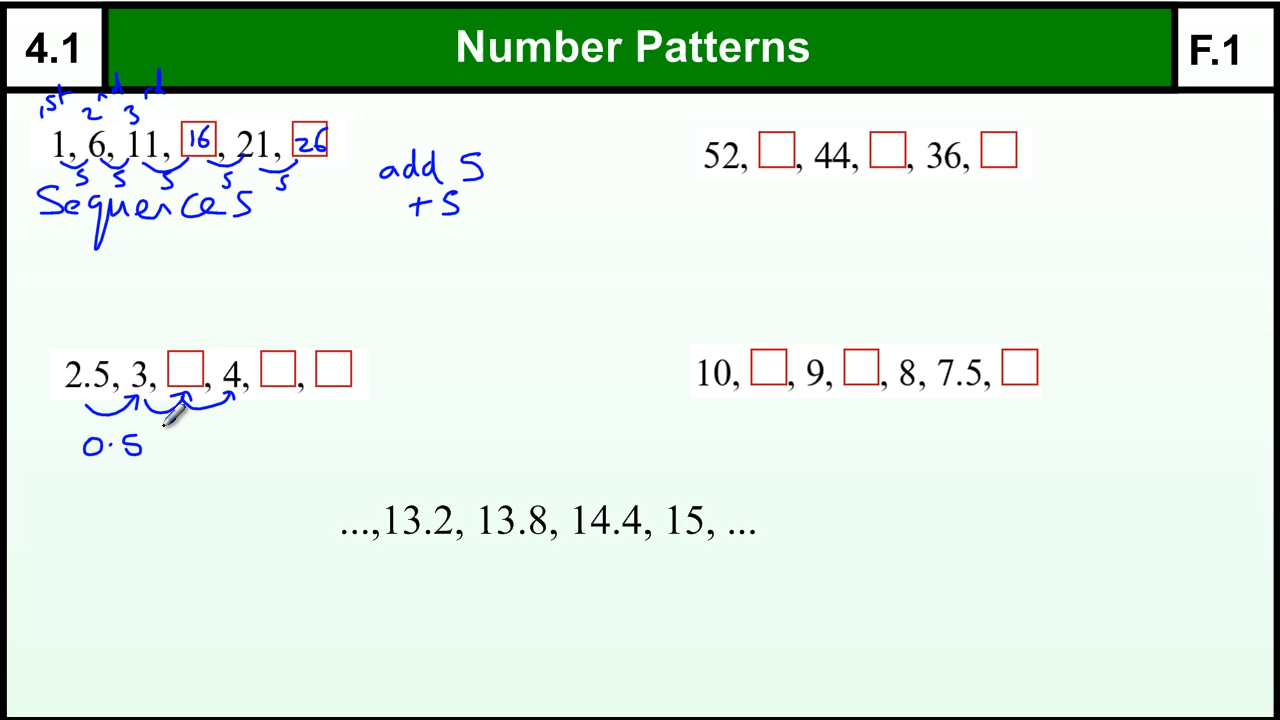 4.1
Number Patterns
F.1
1st 2nd 3rd
1, 6, 11, 16, 21, 26
5 5 5 5 5
Sequences
add 5
+5
52, □, 44, □, 36, □
2.5, 3, □, 4, □, □
0.5
10, □, 9, □, 8, 7.5, □
...,13.2, 13.8, 14.4, 15, ...